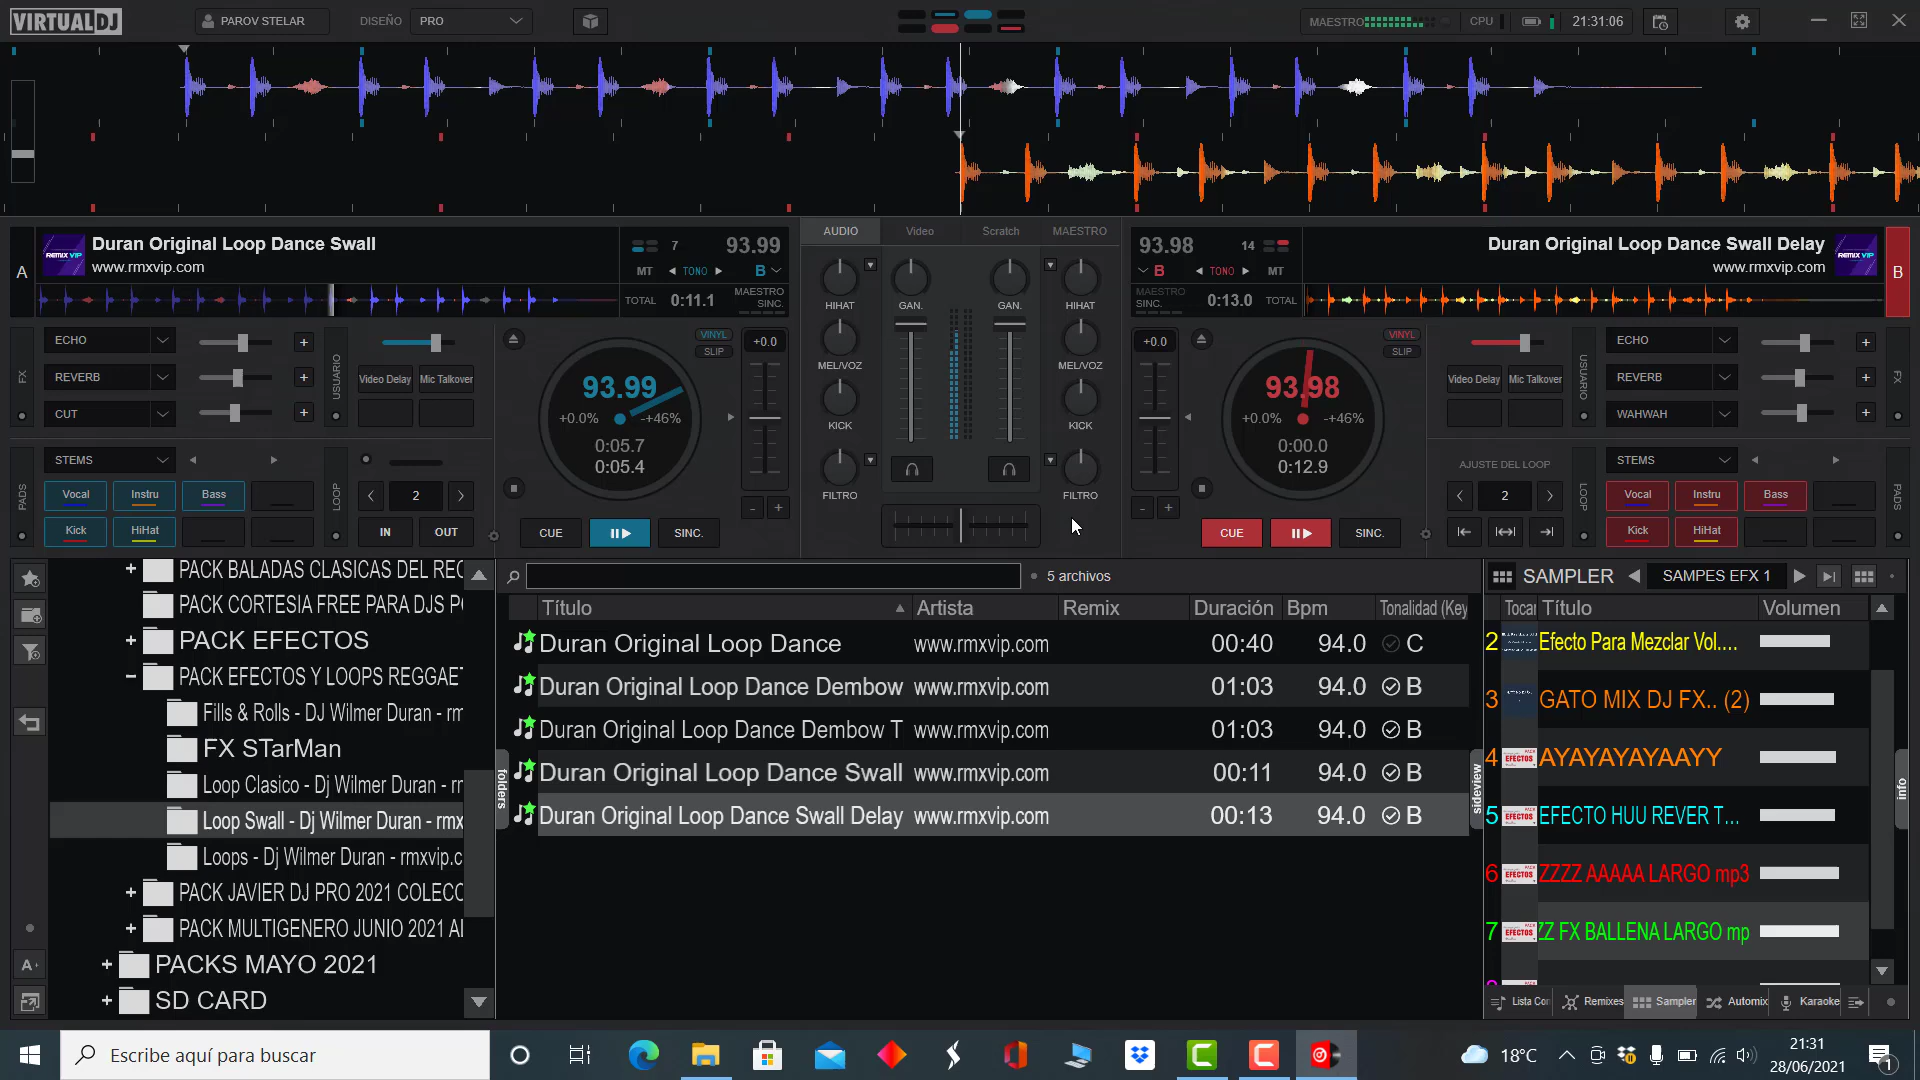 VIRTUALDJ
PAROV STELAR
DISEÑO
PRO
MAESTRO
CPU
21:31:06
A
REMIX VIP
Duran Original Loop Dance Swall
www.rmxvip.com
7
93.99
MT
TONO
B
TOTAL
0:11.1
MAESTRO
SINC.
AUDIO
Video
Scratch
MAESTRO
93.98
14
B
TONO
MT
MAESTRO
SINC.
0:13.0
TOTAL
Duran Original Loop Dance Swall Delay
www.rmxvip.com
REMIX VIP
B
FX
ECHO
REVERB
CUT
+
+
+
USUARIO
Video Delay
Mic Talkover
93.99
+0.0%
-+46%
0:05.7
0:05.4
VINYL
SLIP
+0.0
HIHAT
GAN.
GAN.
HIHAT
MEL/VOZ
MEL/VOZ
KICK
KICK
FILTRO
FILTRO
+0.0
93.98
+0.0%
-+46%
0:00.0
0:12.9
VINYL
SLIP
Video Delay
Mic Talkover
USUARIO
ECHO
REVERB
WAHWAH
+
+
+
FX
PADS
STEMS
Vocal
Instru
Bass
Kick
HiHat
LOOP
2
IN
OUT
CUE
SINC.
-
+
-
+
CUE
SINC.
AJUSTE DEL LOOP
2
LOOP
STEMS
Vocal
Instru
Bass
Kick
HiHat
PADS
PACK BALADAS CLASICAS DEL REC
PACK CORTESIA FREE PARA DJS P
PACK EFECTOS
PACK EFECTOS Y LOOPS REGGAET
Fills & Rolls - DJ Wilmer Duran - rm
FX STarMan
Loop Clasico - Dj Wilmer Duran - rr
Loop Swall - Dj Wilmer Duran - rmx
Loops - Dj Wilmer Duran - rmxvip.c
PACK JAVIER DJ PRO 2021 COLECC
PACK MULTIGENERO JUNIO 2021 Al
PACKS MAYO 2021
SD CARD
folders
5 archivos
Título
Artista
Remix
Duración
Bpm
Tonalidad (Key
Duran Original Loop Dance
www.rmxvip.com
00:40
94.0
C
Duran Original Loop Dance Dembow
www.rmxvip.com
01:03
94.0
B
Duran Original Loop Dance Dembow T
www.rmxvip.com
01:03
94.0
B
Duran Original Loop Dance Swall
www.rmxvip.com
00:11
94.0
B
Duran Original Loop Dance Swall Delay
www.rmxvip.com
00:13
94.0
B
sideview
SAMPLER
SAMPES EFX 1
Tocar
Título
Volumen
2
Efecto Para Mezclar Vol....
3
GATO MIX DJ FX.. (2)
4
EFECTOS
AYAYAYAYAAYY
5
EFECTOS
EFECTO HUU REVER T...
6
EFECTOS
ZZZZ AAAAA LARGO mp3
7
EFECTOS
ZZ FX BALLENA LARGO mp
info
Lista Con
Remixes
Sampler
Automix
Karaoke
A+
Escribe aquí para buscar
18°C
21:31
28/06/2021
1